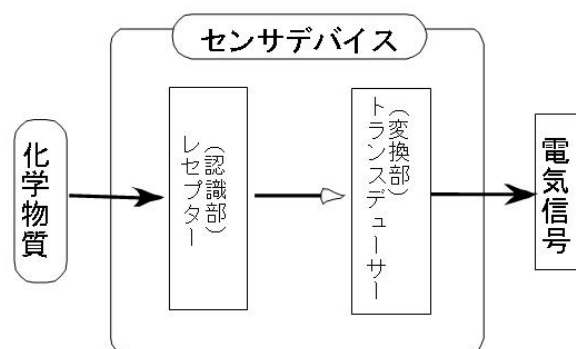 センサデバイス
化学物質
レセプター
(認識部)
トランスデューサー
(変換部)
電気信号